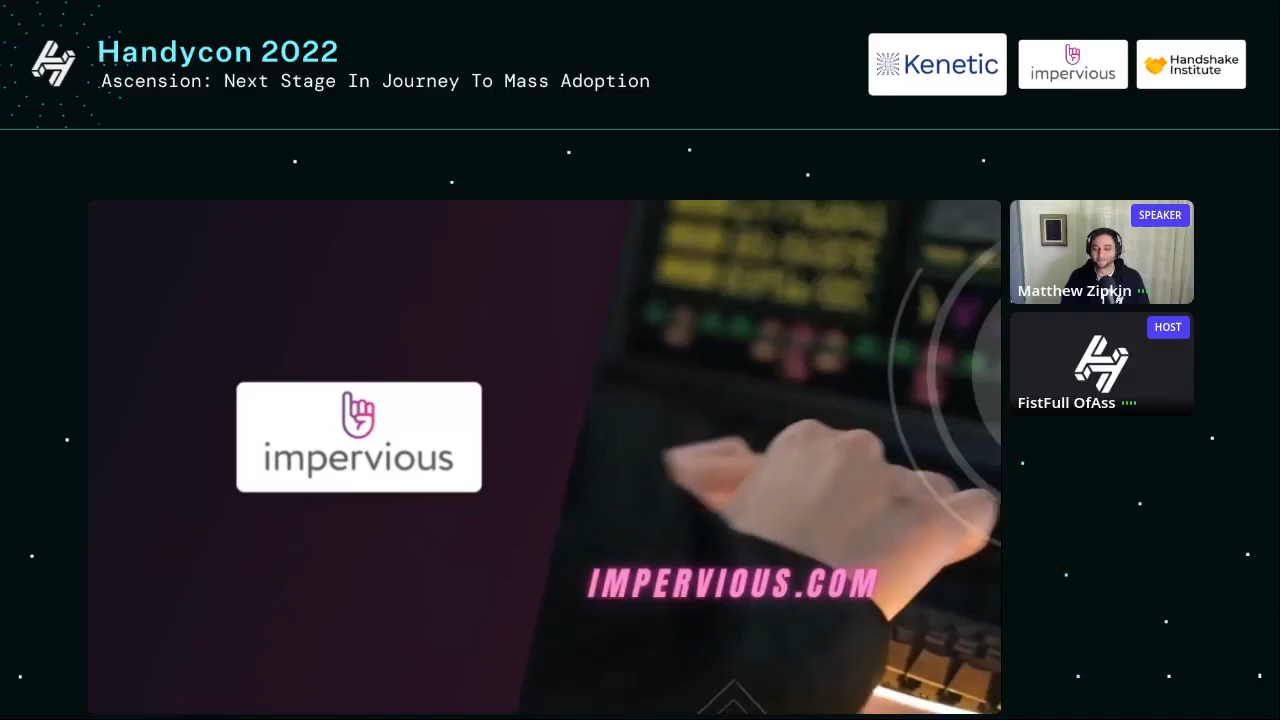 Handycon 2022
Ascension: Next Stage In Journey To Mass Adoption
Kenetic
impervious
Handshake
Institute
impervious
IMPERVIOUS.COM
SPEAKER
Matthew Zipkin
HOST
FistFull OfAss